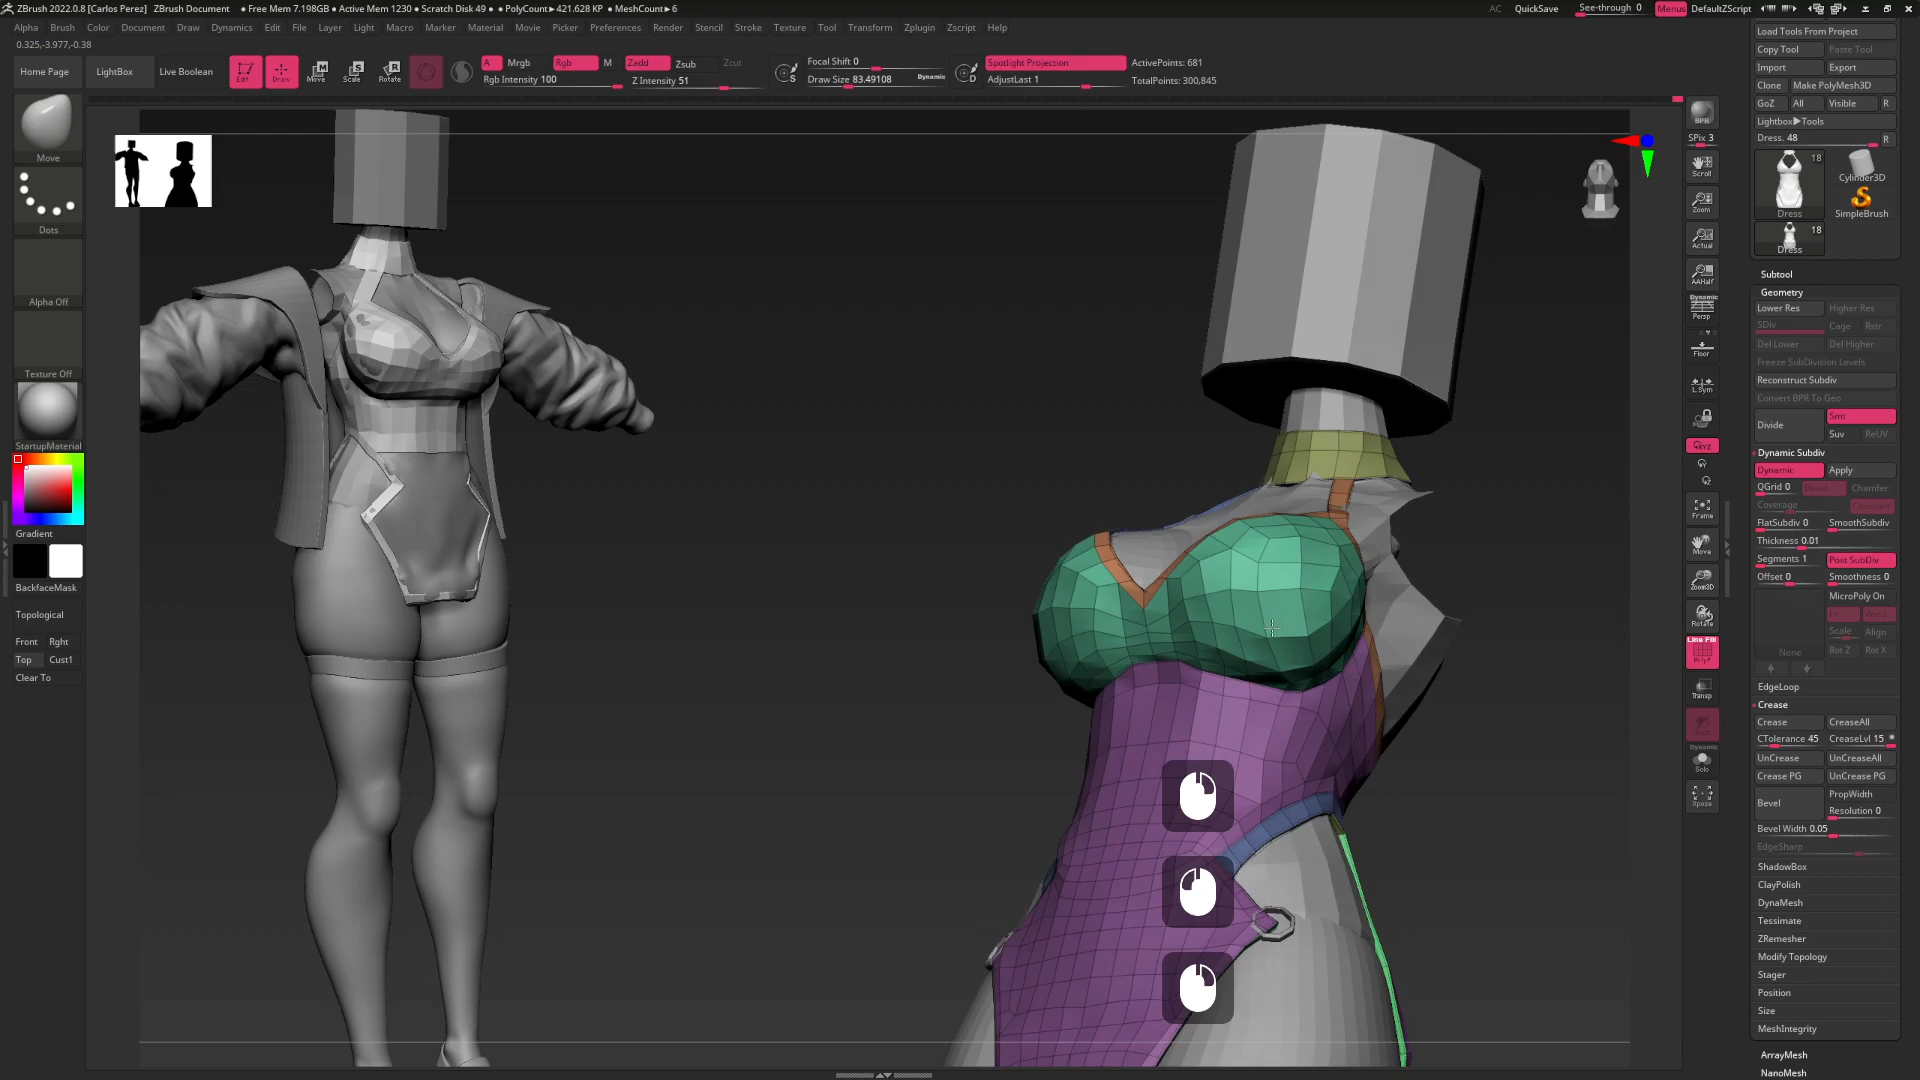 ZBrush 2022.0.8 [Carlos Perez] ZBrush Document ● Free Mem 7.198GB ● Active Mem 1230 ● Scratch Disk 49 ● PolyCount► 421.628 KP ● MeshCount► 6
AC QuickSave See-through 0 Menus DefaultZScript
Alpha Brush Color Document Draw Dynamics Edit File Layer Light Macro Marker Material Movie Picker Preferences Render Stencil Stroke Texture Tool Transform Zplugin Zscript Help
0.325,-3.977,-0.38
Home Page LightBox Live Boolean Edit Draw Move Scale Rotate
A Mrgb Rgb M Zadd Zsub Zcut
Rgb Intensity 100 Z Intensity 51
Focal Shift 0
Draw Size 83.49108 Dynamic
S
D
Spotlight Projection
AdjustLast 1
ActivePoints: 681
TotalPoints: 300,845
Move
Dots
Alpha Off
Texture Off
StartupMaterial
Gradient
BackfaceMask
Topological
Front Rght
Top Cust1
Clear To
BPR
SPix 3
Scroll
Zoom
Actual
AAHalf
Dynamic
Persp
Floor
L.Sym
Frame
Move
Zoom3D
Rotate
Line Fill
PolyF
Transp
Dynamic
Solo
Xpose
Load Tools From Project
Copy Tool Paste Tool
Import Export
Clone Make PolyMesh3D
GoZ All Visible R
Lightbox►Tools
Dress. 48 R
18
Cylinder3D
Dress SimpleBrush
18
Dress
Subtool
Geometry
Lower Res Higher Res
SDiv Cage Rstr
Del Lower Del Higher
Freeze SubDivision Levels
Reconstruct Subdiv
Convert BPR To Geo
Divide Smt
Suv ReUV
Dynamic Subdiv
Dynamic Apply
QGrid 0 Bevel Chamfer
Coverage Constant
FlatSubdiv 0 SmoothSubdiv
Thickness 0.01
Segments 1 Post SubDiv
Offset 0 Smoothness 0
MicroPoly On
Fit Weld
Scale Align
None Rot Z Rot X
EdgeLoop
Crease
Crease CreaseAll
CTolerance 45 CreaseLvl 15
UnCrease UnCreaseAll
Crease PG UnCrease PG
Bevel PropWidth
Resolution 0
Bevel Width 0.05
EdgeSharp
ShadowBox
ClayPolish
DynaMesh
Tessimate
ZRemesher
Modify Topology
Stager
Position
Size
MeshIntegrity
ArrayMesh
NanoMesh